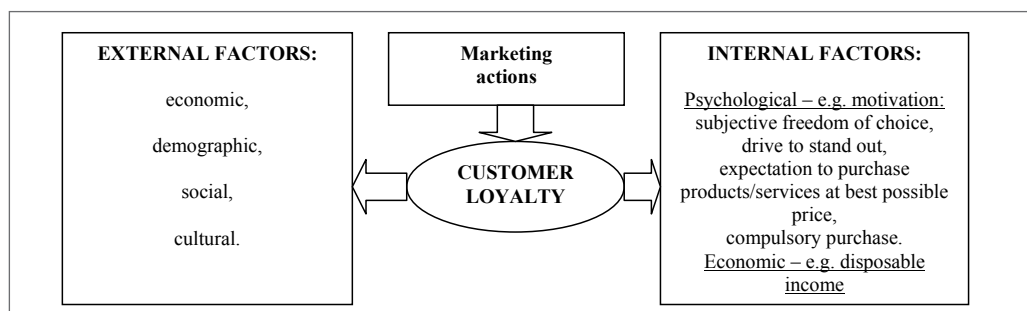 EXTERNAL FACTORS:
economic,
demographic,
social,
cultural.
Marketing
actions
CUSTOMER
LOYALTY
INTERNAL FACTORS:
Psychological – e.g. motivation:
subjective freedom of choice,
drive to stand out,
expectation to purchase
products/services at best possible
price,
compulsory purchase.
Economic – e.g. disposable
income